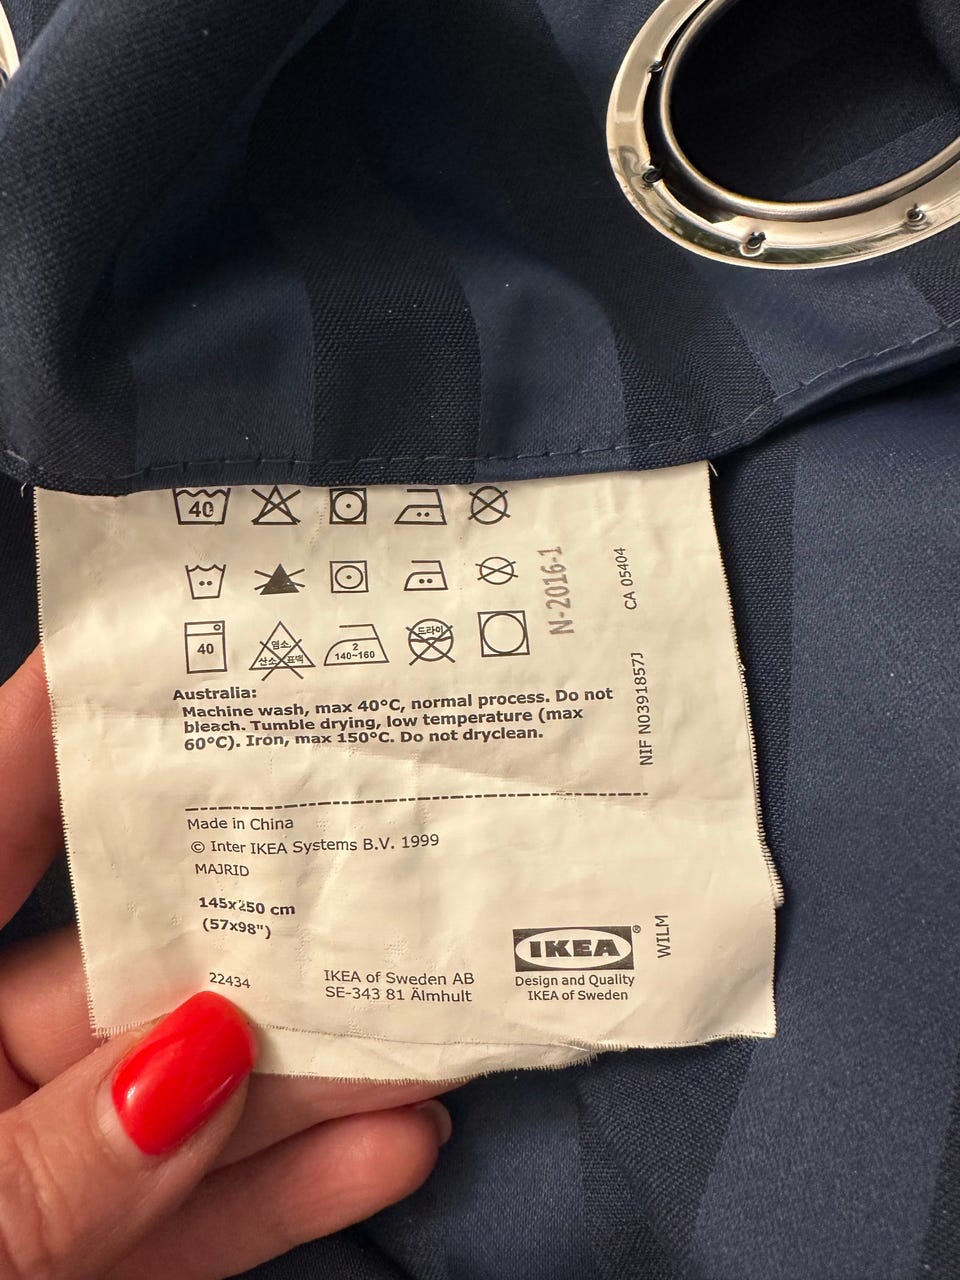 40
40
염소.
산소.표백
2
140~160
드라이
N-2016-1
CA 05404
NIF N0391857J
Australia:
Machine wash, max 40°C, normal process. Do not
bleach. Tumble drying, low temperature (max
60°C). Iron, max 150°C. Do not dryclean.
Made in China
© Inter IKEA Systems B.V. 1999
MAJRID
145x250 cm
(57x98")
22434
IKEA of Sweden AB
SE-343 81 Älmhult
IKEA®
Design and Quality
IKEA of Sweden
WILM